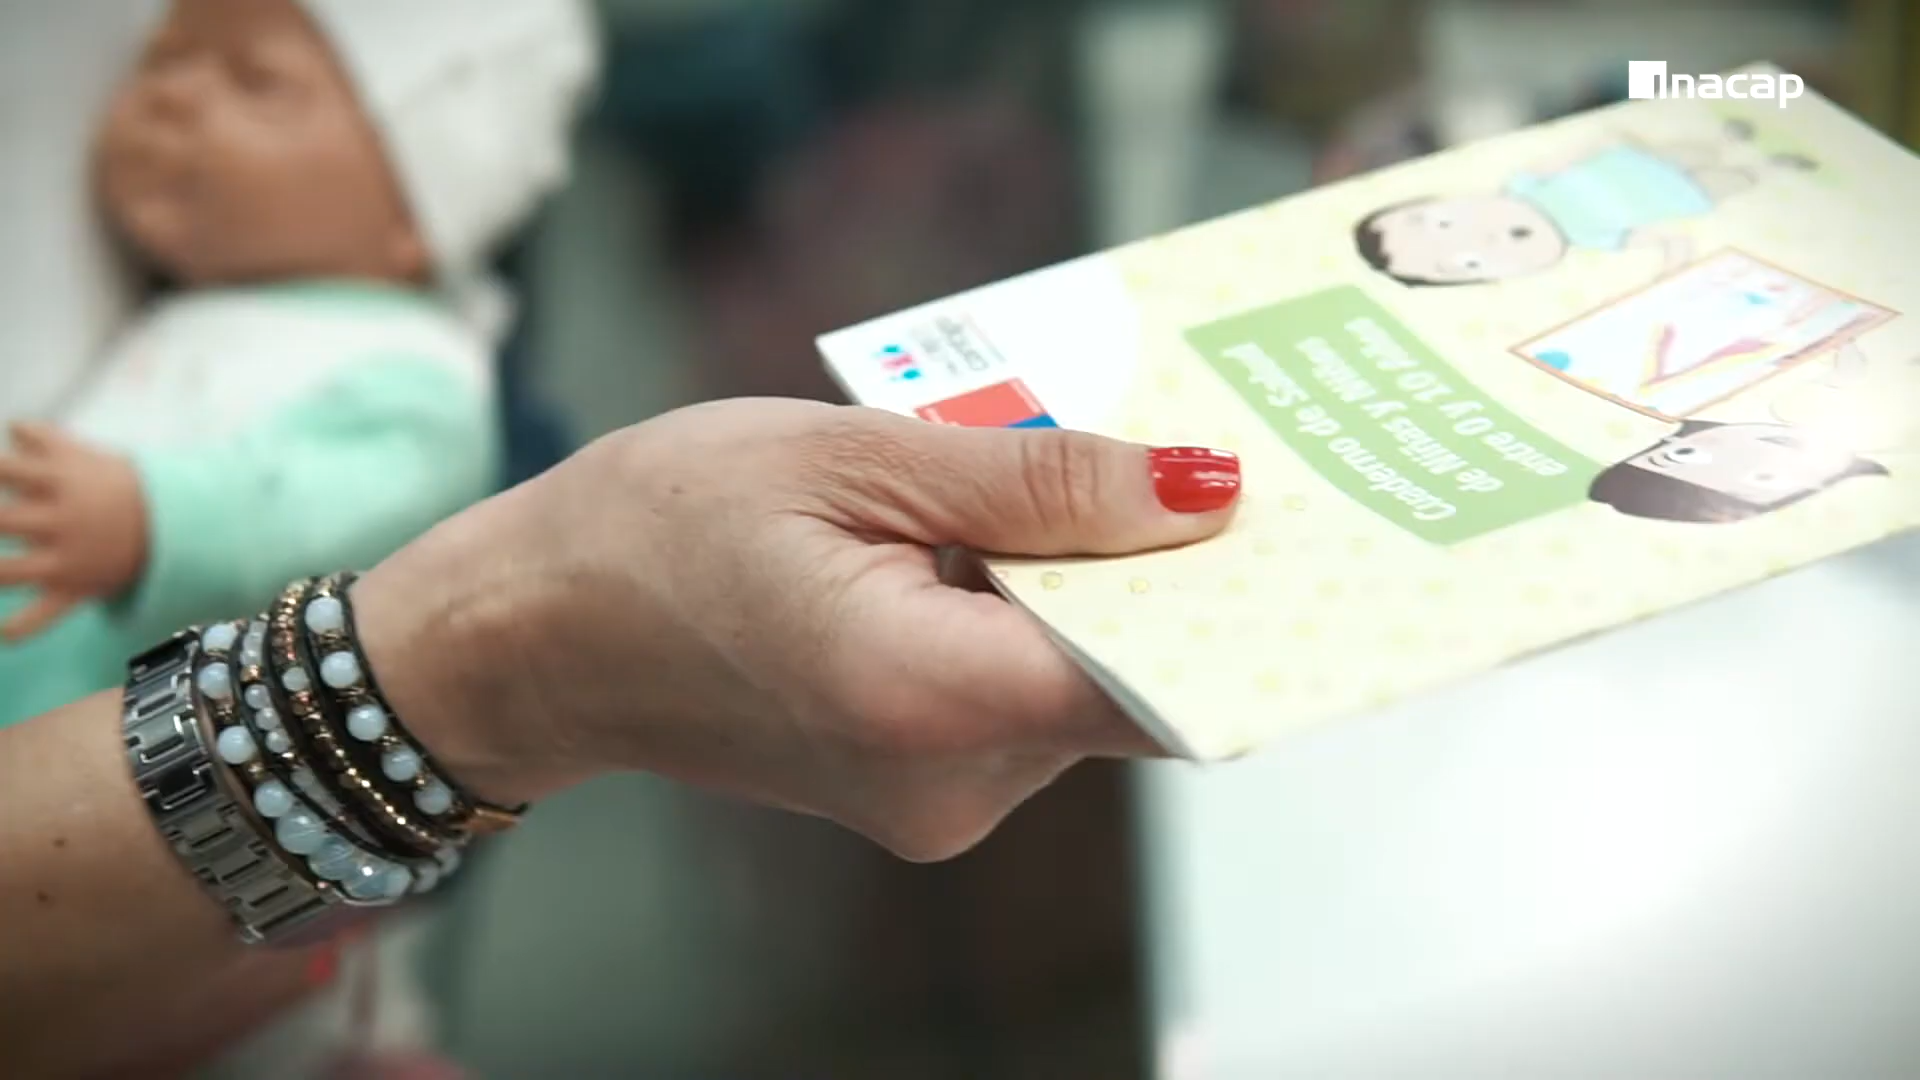 Inacap
Cuaderno de Salud
de Niñas y Niños
entre 0 y 10 Años